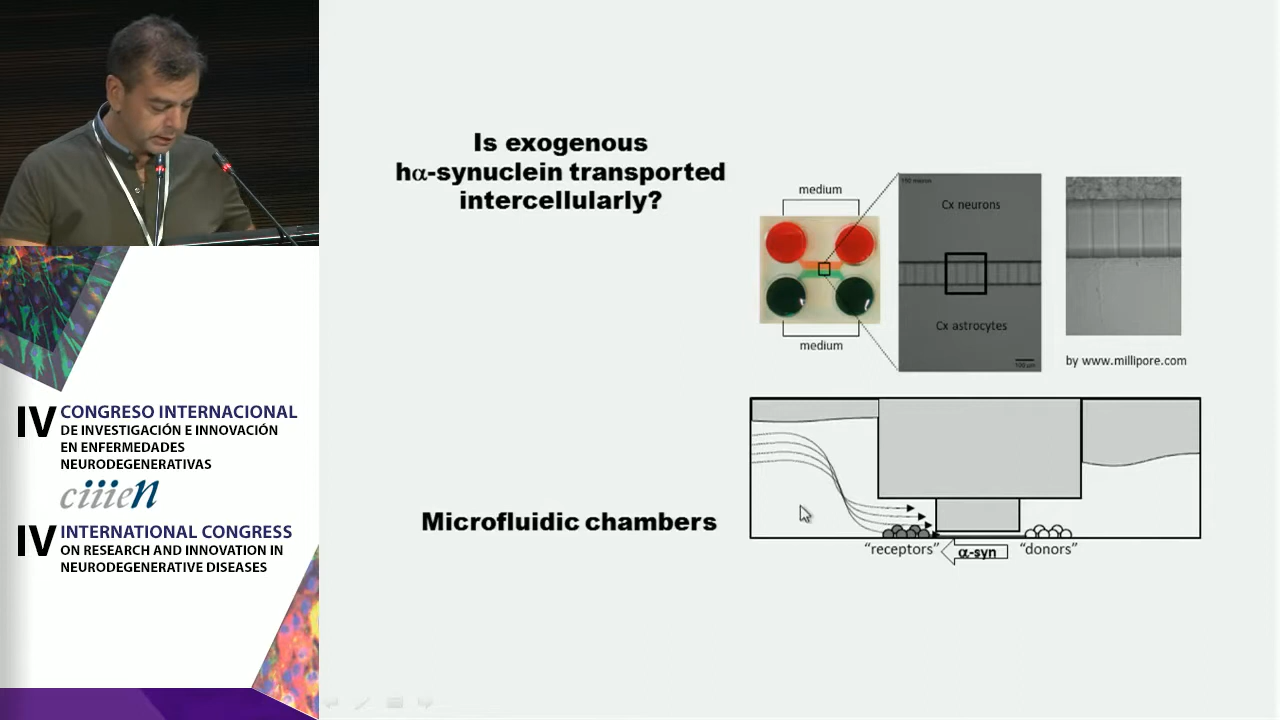 Is exogenous
hα-synuclein transported
intercellularly?
medium
medium
Cx neurons
Cx astrocytes
100 µm
by www.millipore.com
Microfluidic chambers
"receptors"
α-syn
"donors"
IV CONGRESO INTERNACIONAL
DE INVESTIGACIÓN E INNOVACIÓN
EN ENFERMEDADES
NEURODEGENERATIVAS
ciiien
IV INTERNATIONAL CONGRESS
ON RESEARCH AND INNOVATION IN
NEURODEGENERATIVE DISEASES